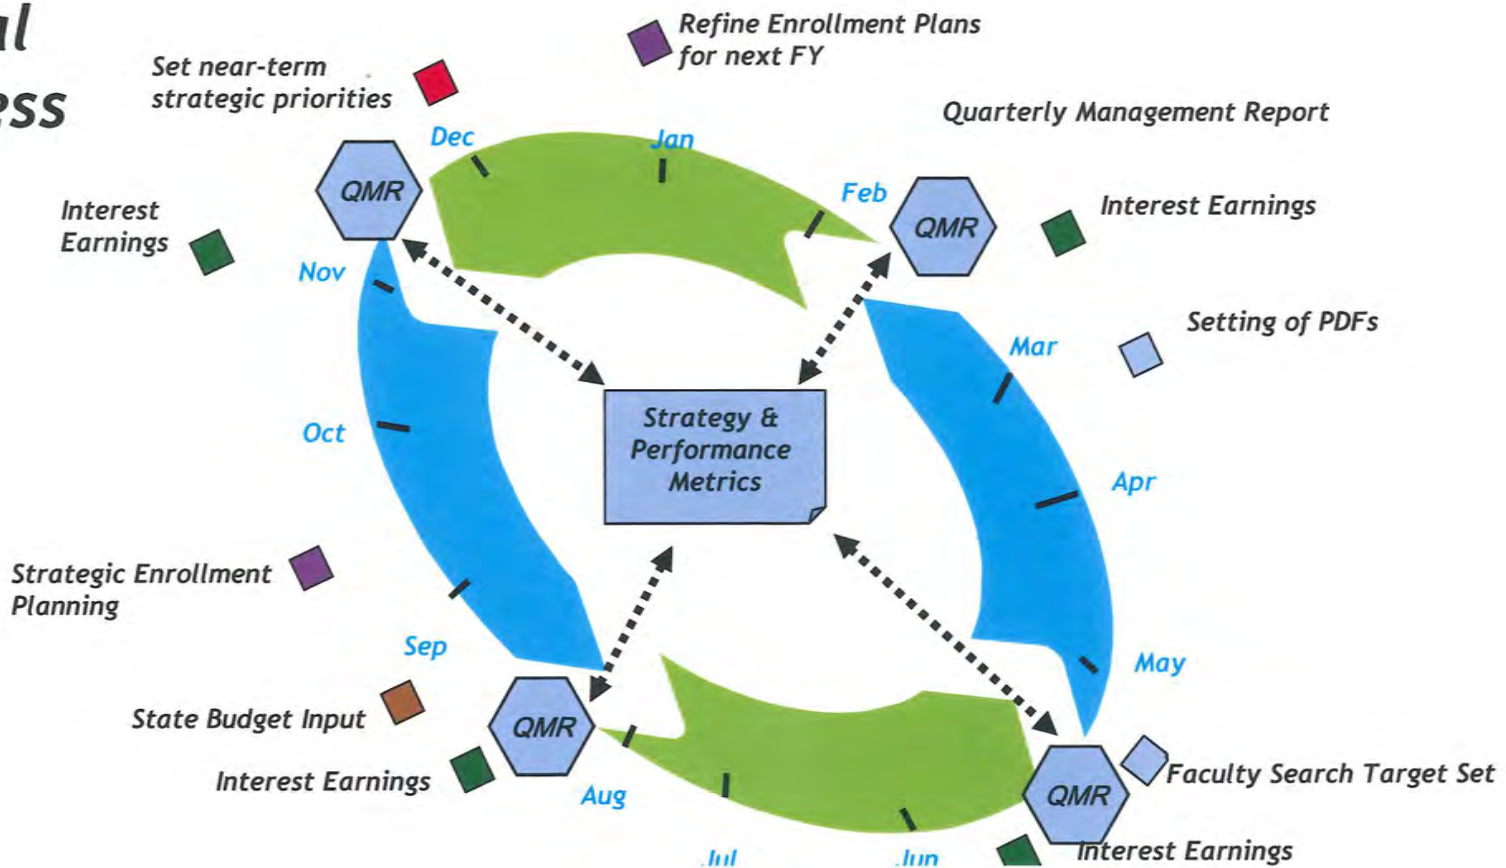 Refine Enrollment Plans
for next FY
Set near-term
strategic priorities
Quarterly Management Report
Dec
Jan
Feb
QMR
QMR
Interest
Earnings
Interest Earnings
Nov
Setting of PDFs
Mar
Strategy &
Performance
Metrics
Oct
Apr
Strategic Enrollment
Planning
Sep
May
State Budget Input
QMR
Interest Earnings
Aug
Faculty Search Target Set
QMR
Jul
Jun
Interest Earnings